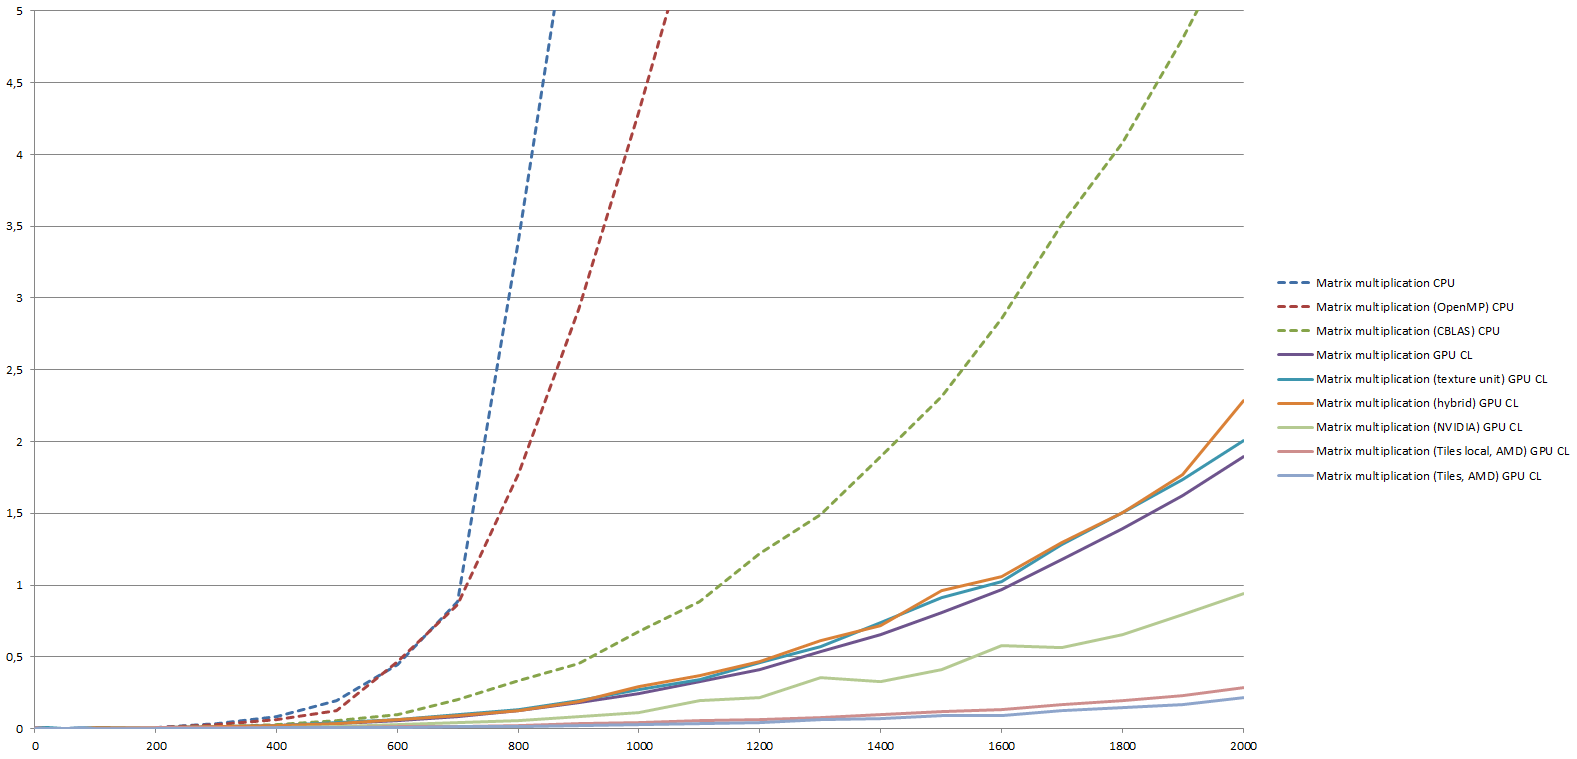 5
4,5
4
3,5
3
2,5
2
1,5
1
0,5
0
0 200 400 600 800 1000 1200 1400 1600 1800 2000
Matrix multiplication CPU
Matrix multiplication (OpenMP) CPU
Matrix multiplication (CBLAS) CPU
Matrix multiplication GPU CL
Matrix multiplication (texture unit) GPU CL
Matrix multiplication (hybrid) GPU CL
Matrix multiplication (NVIDIA) GPU CL
Matrix multiplication (Tiles local, AMD) GPU CL
Matrix multiplication (Tiles, AMD) GPU CL